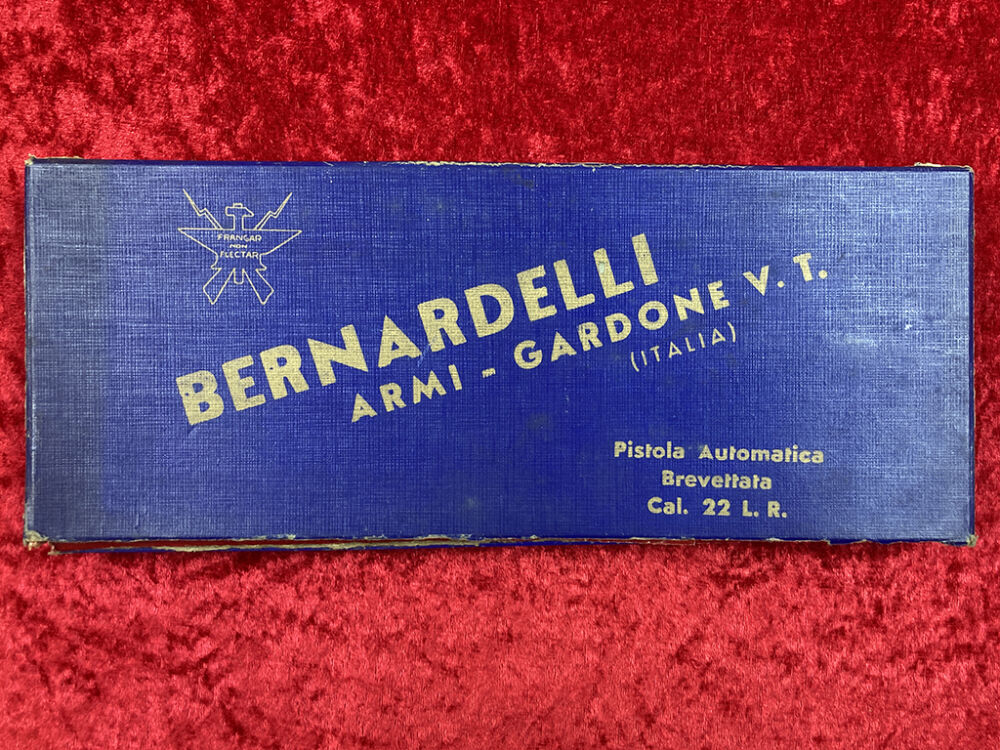 FRANGAR
NON
FLECTAR
BERNARDELLI
ARMI - GARDONE V. T.
(ITALIA)
Pistola Automatica
Brevettata
Cal. 22 L. R.